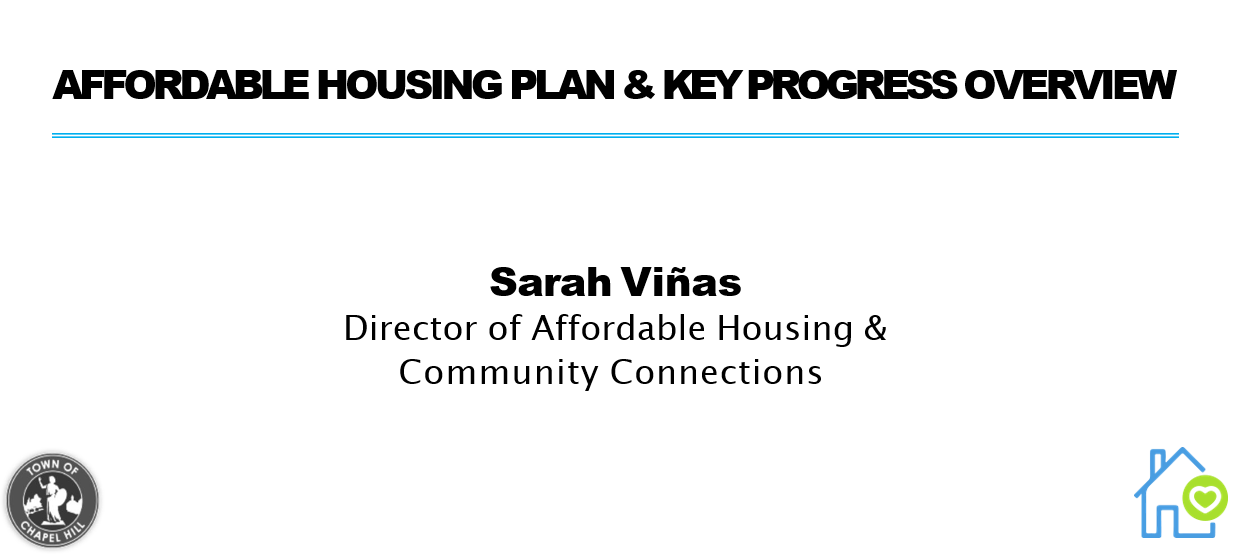 AFFORDABLE HOUSING PLAN & KEY PROGRESS OVERVIEW
Sarah Viñas
Director of Affordable Housing &
Community Connections
TOWN OF
CHAPEL HILL